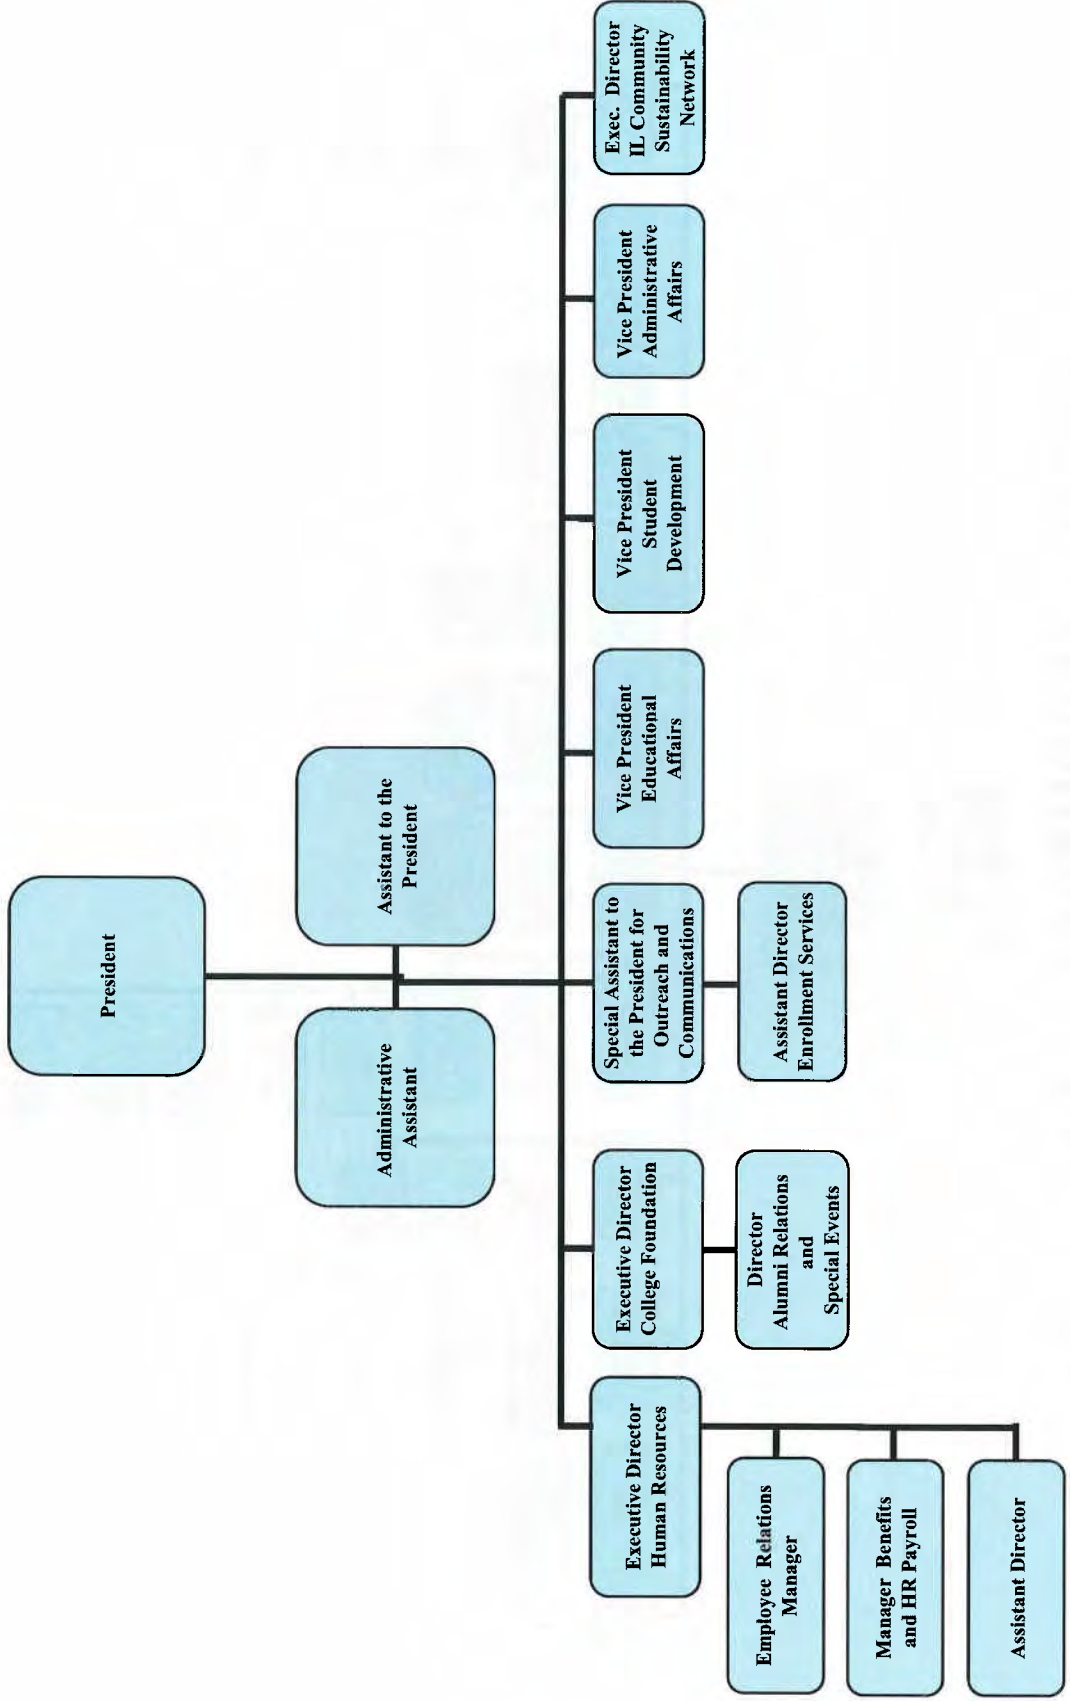 President
Administrative
Assistant
Assistant to the
President
Executive Director
Human Resources
Executive Director
College Foundation
Special Assistant to
the President for
Outreach and
Communications
Vice President
Educational
Affairs
Vice President
Student
Development
Vice President
Administrative
Affairs
Exec. Director
IL Community
Sustainability
Network
Employee Relations
Manager
Manager Benefits
and HR Payroll
Assistant Director
Director
Alumni Relations
and
Special Events
Assistant Director
Enrollment Services